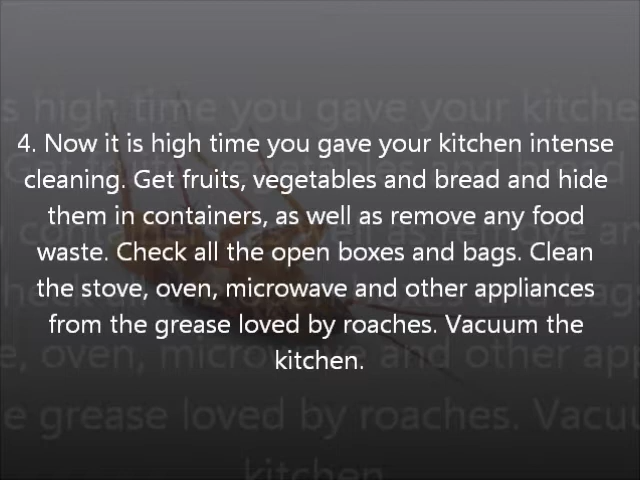 4. Now it is high time you gave your kitchen intense
cleaning. Get fruits, vegetables and bread and hide
them in containers, as well as remove any food
waste. Check all the open boxes and bags. Clean
the stove, oven, microwave and other appliances
from the grease loved by roaches. Vacuum the
kitchen.